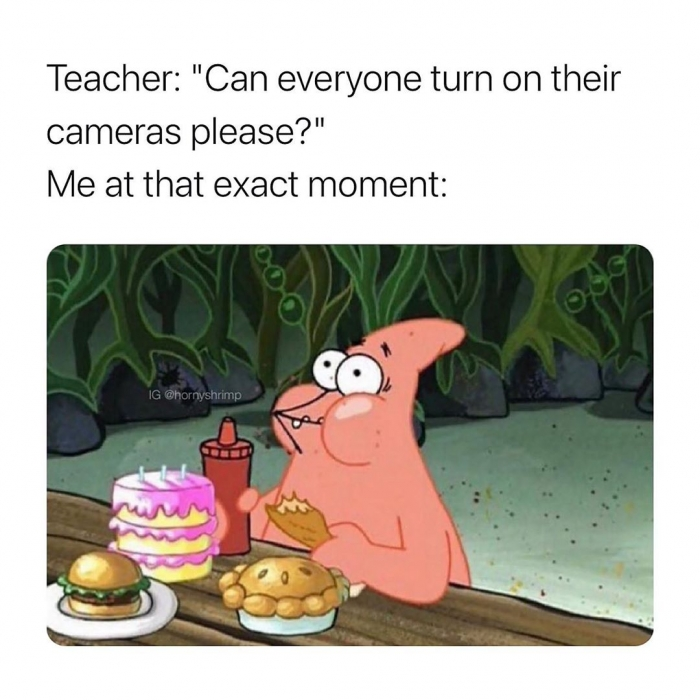 Teacher: "Can everyone turn on their
cameras please?"
Me at that exact moment:
IG @hornyshrimp